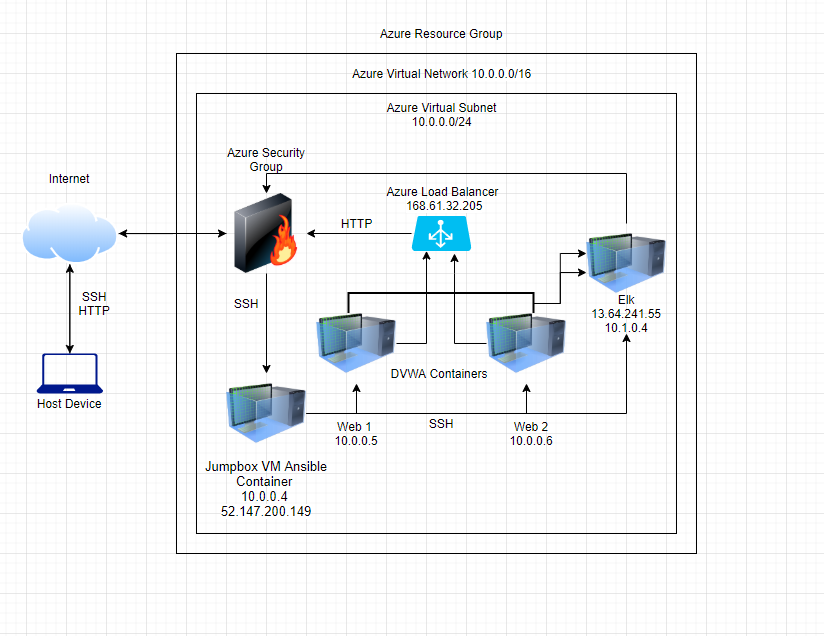 Azure Resource Group
Azure Virtual Network 10.0.0.0/16
Azure Virtual Subnet
10.0.0.0/24
Azure Security
Group
Internet
Azure Load Balancer
168.61.32.205
HTTP
SSH
HTTP
SSH
Elk
13.64.241.55
10.1.0.4
Host Device
DVWA Containers
Web 1
10.0.0.5
SSH
Web 2
10.0.0.6
Jumpbox VM Ansible
Container
10.0.0.4
52.147.200.149